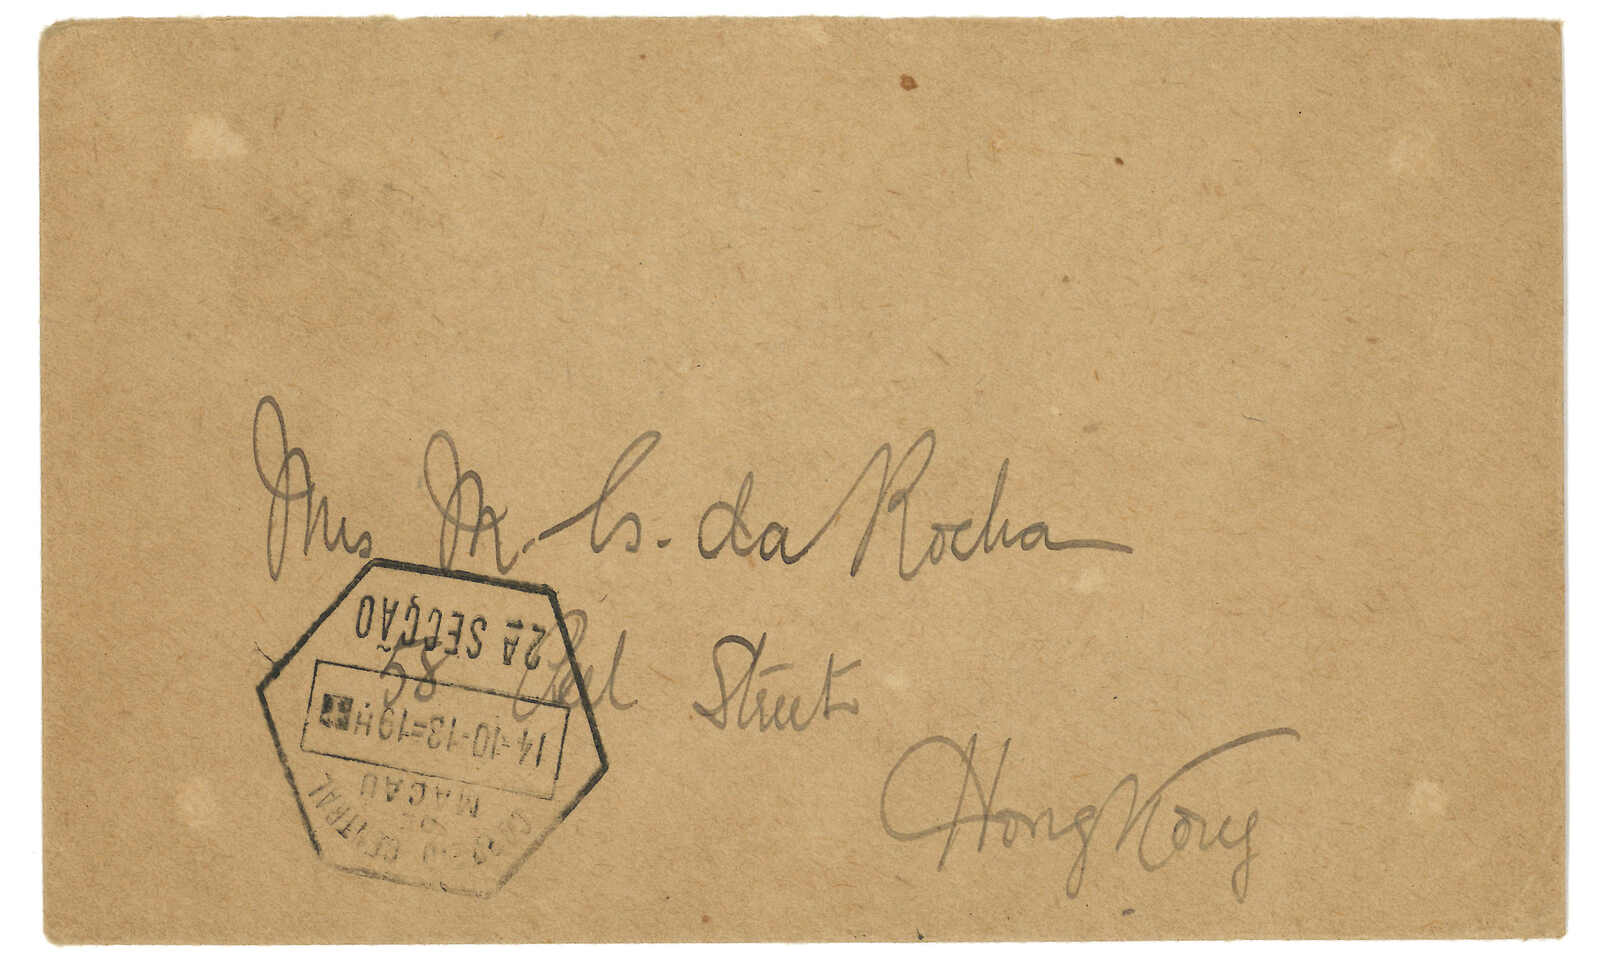 Mrs M. G. da Rocha
58 Peel Street
Hong Kong
CORREIO CENTRAL
DE
MACAU
14-10-13=19H
2ª SECÇÃO